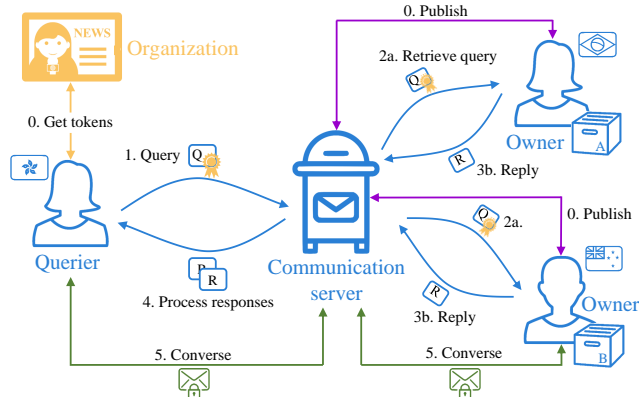 0. Publish
NEWS
Organization
2a. Retrieve query
Q
0. Get tokens
Owner
A
1. Query
Q
R
3b. Reply
0. Publish
Q
2a.
Querier
Communication
server
R
R
4. Process responses
R
3b. Reply
Owner
B
5. Converse
5. Converse